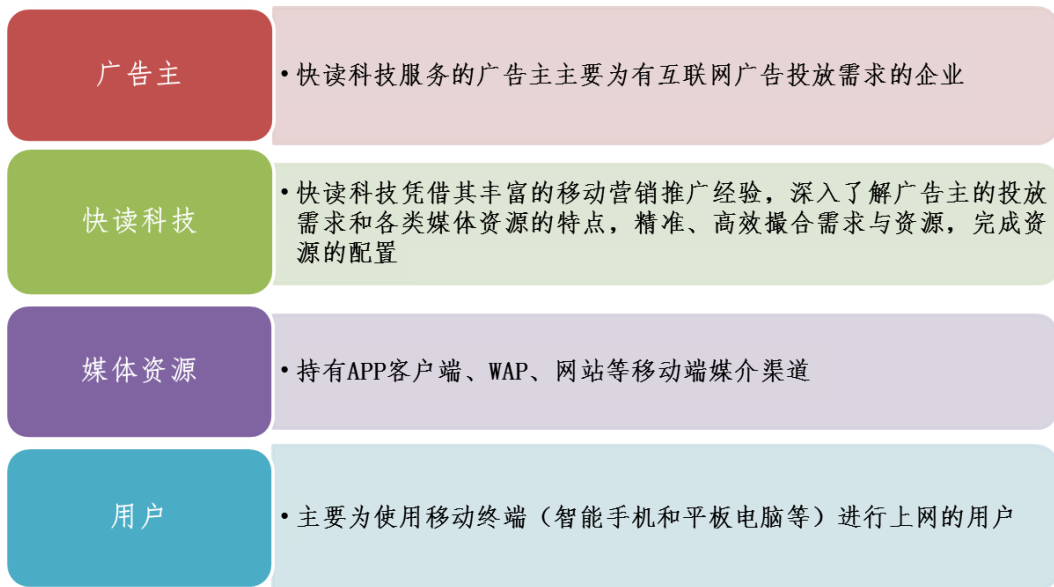 广告主
•快读科技服务的广告主主要为有互联网广告投放需求的企业
快读科技
•快读科技凭借其丰富的移动营销推广经验，深入了解广告主的投放
需求和各类媒体资源的特点，精准、高效撮合需求与资源，完成资
源的配置
媒体资源
•持有APP客户端、WAP、网站等移动端媒介渠道
用户
•主要为使用移动终端（智能手机和平板电脑等）进行上网的用户